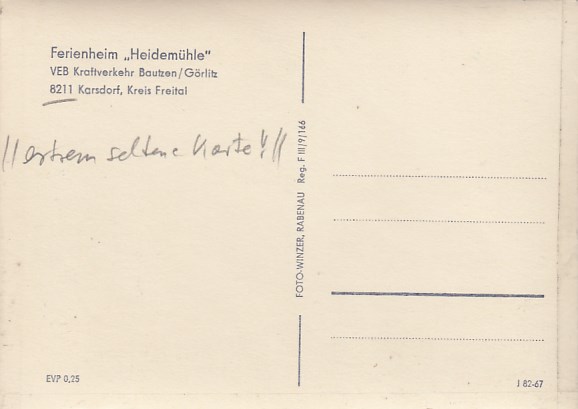 Ferienheim „Heidemühle"
VEB Kraftverkehr Bautzen/Görlitz
8211 Karsdorf, Kreis Freital
!! extrem seltene Karte !!!
FOTO-WINZER, RABENAU Reg. F III/9/166
EVP 0,25
J 82-67